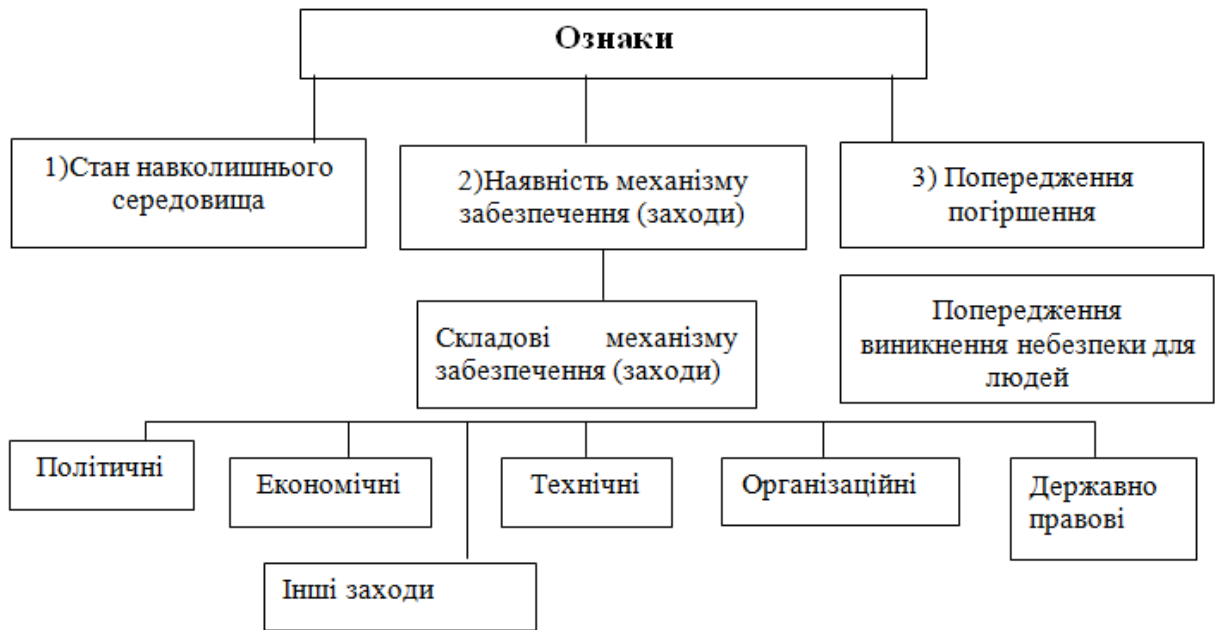 Ознаки
1)Стан навколишнього
середовища
2)Наявність механізму
забезпечення (заходи)
3) Попередження
погіршення
Складові механізму
забезпечення (заходи)
Попередження
виникнення небезпеки для
людей
Політичні
Економічні
Технічні
Організаційні
Державно
правові
Інші заходи